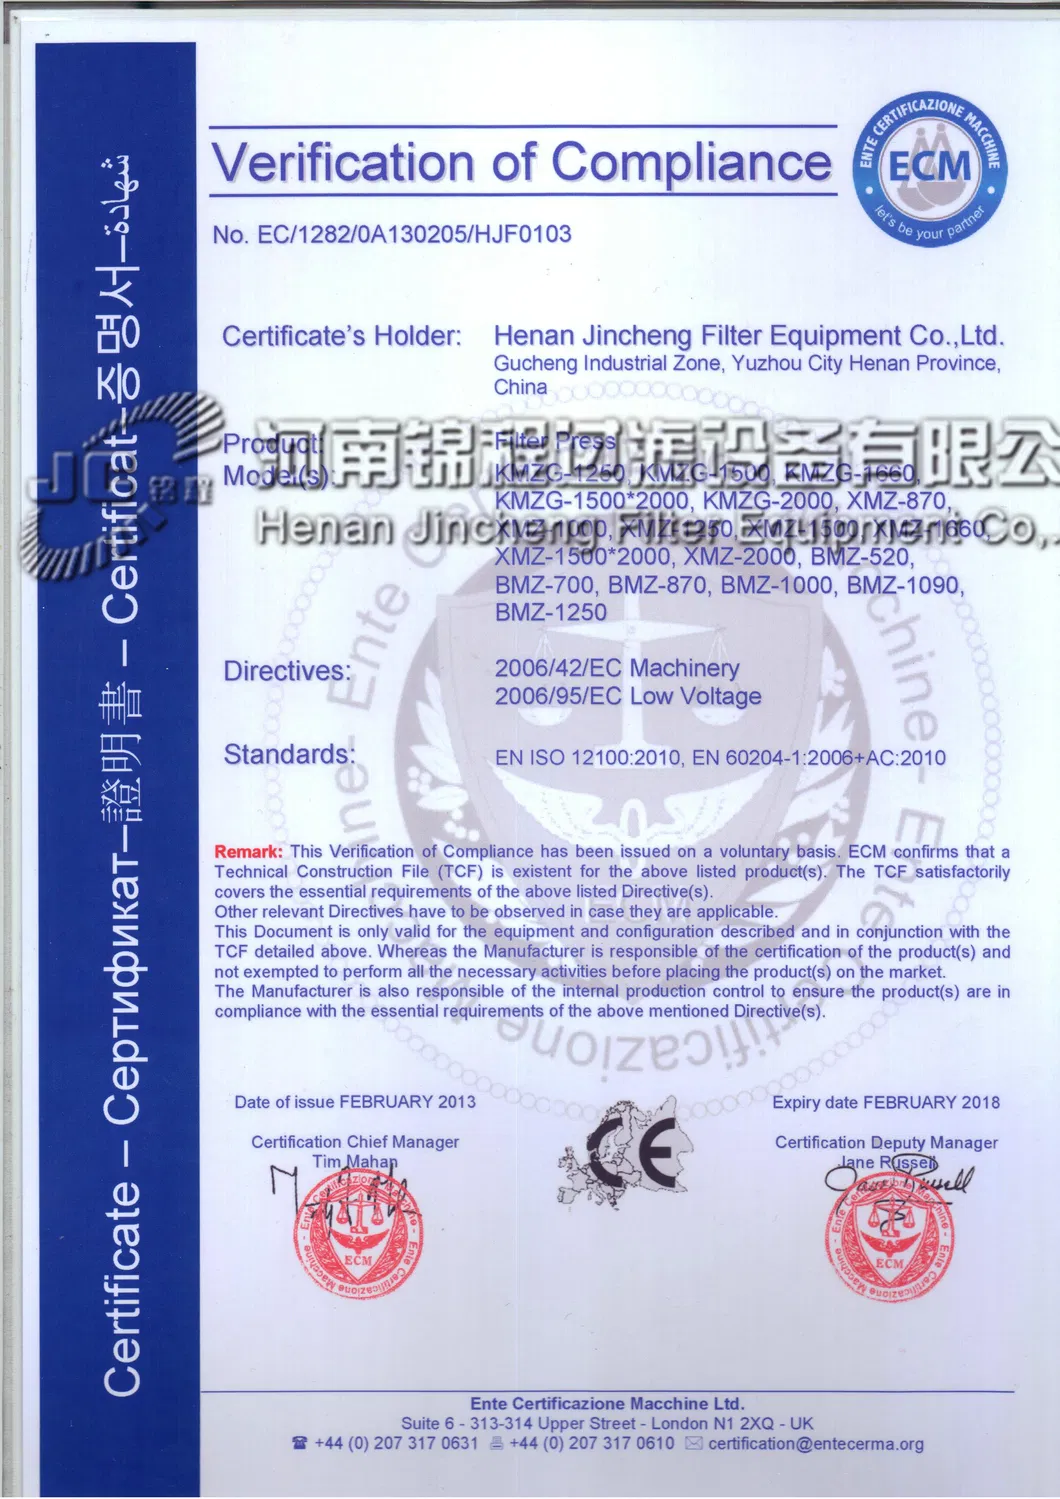 Verification of Compliance
ENTE CERTIFICAZIONE MACCHINE
ECM
let's be your partner
No. EC/1282/0A130205/HJF0103
Certificate's Holder: Henan Jincheng Filter Equipment Co.,Ltd.
Gucheng Industrial Zone, Yuzhou City Henan Province,
China
Product: Filter Press
Model(s): KMZG-1250, KMZG-1500, KMZG-1660,
KMZG-1500*2000, KMZG-2000, XMZ-870,
XMZ-1000, XMZ-1250, XMZ-1500, XMZ-1660,
XMZ-1500*2000, XMZ-2000, BMZ-520,
BMZ-700, BMZ-870, BMZ-1000, BMZ-1090,
BMZ-1250
Directives: 2006/42/EC Machinery
2006/95/EC Low Voltage
Standards: EN ISO 12100:2010, EN 60204-1:2006+AC:2010
Remark: This Verification of Compliance has been issued on a voluntary basis. ECM confirms that a
Technical Construction File (TCF) is existent for the above listed product(s). The TCF satisfactorily
covers the essential requirements of the above listed Directive(s).
Other relevant Directives have to be observed in case they are applicable.
This Document is only valid for the equipment and configuration described and in conjunction with the
TCF detailed above. Whereas the Manufacturer is responsible of the certification of the product(s) and
not exempted to perform all the necessary activities before placing the product(s) on the market.
The Manufacturer is also responsible of the internal production control to ensure the product(s) are in
compliance with the essential requirements of the above mentioned Directive(s).
Date of issue FEBRUARY 2013
Expiry date FEBRUARY 2018
Certification Chief Manager
Tim Mahan
CE
Certification Deputy Manager
Jane Russell
ECM
ECM
Ente Certificazione Macchine Ltd.
Suite 6 - 313-314 Upper Street - London N1 2XQ - UK
+44 (0) 207 317 0631 +44 (0) 207 317 0610 certification@entecerma.org
Certificate – Сертификат – 證明書 – Certificat – 증명서 – شهادة
JC
河南锦程过滤设备有限公
Henan Jincheng Filter Equipment Co,.